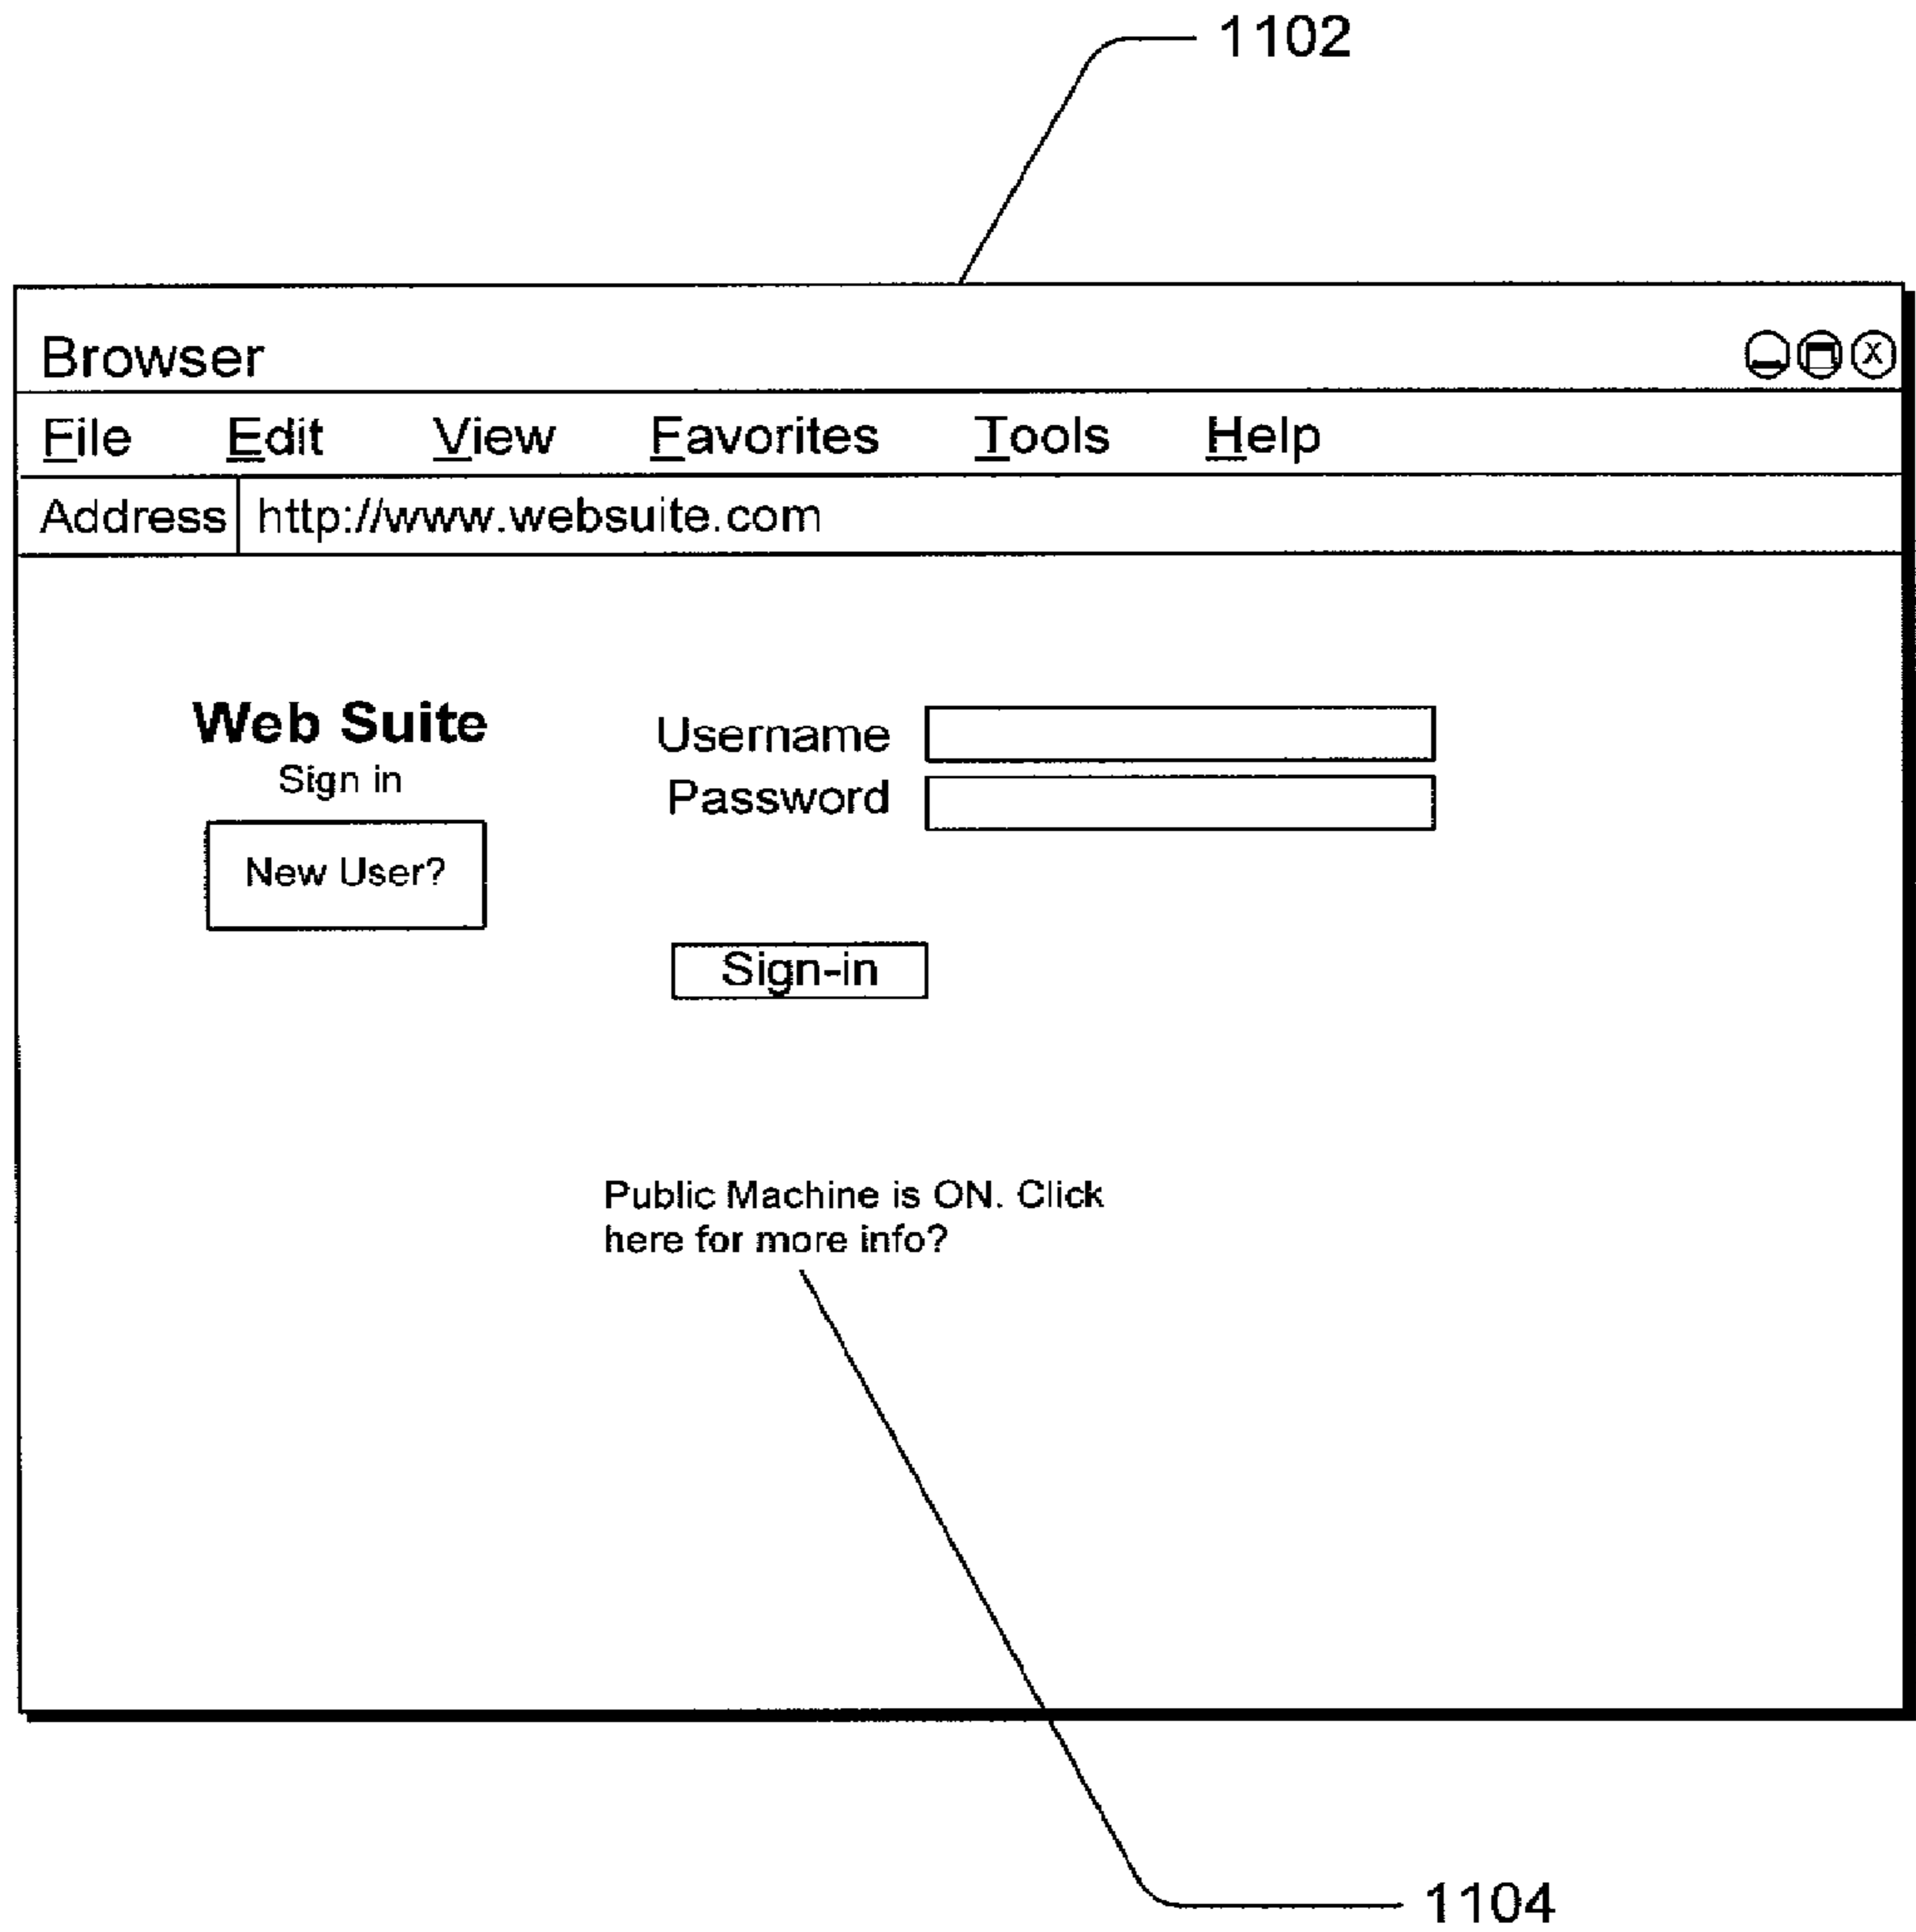 1102
Browser
X
File Edit View Favorites Tools Help
Address http://www.websuite.com
Web Suite
Sign in
New User?
Username
Password
Sign-in
Public Machine is ON. Click
here for more info?
1104